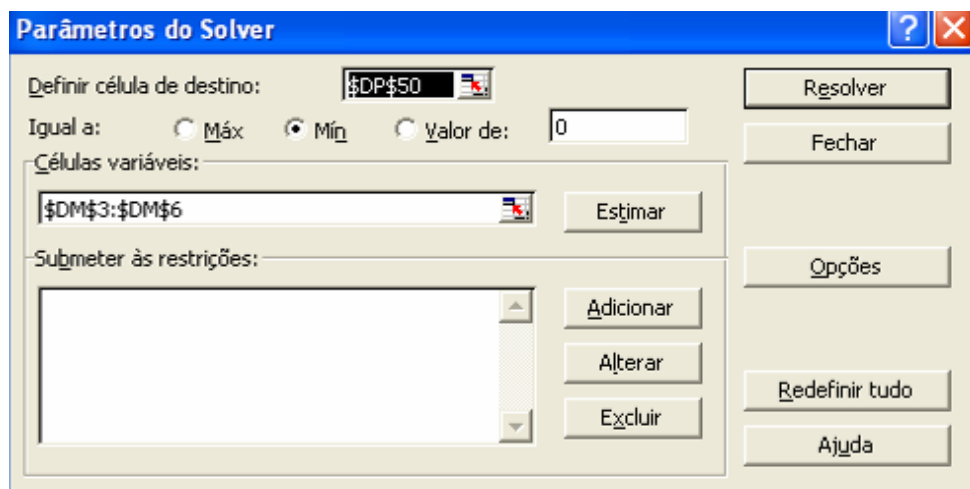 Parâmetros do Solver
Definir célula de destino: $DP$50 Resolver
Igual a: Máx Mín Valor de: 0 Fechar
Células variáveis:
$DM$3:$DM$6 Estimar
Submeter às restrições: Opções
Adicionar
Alterar
Redefinir tudo
Excluir
Ajuda